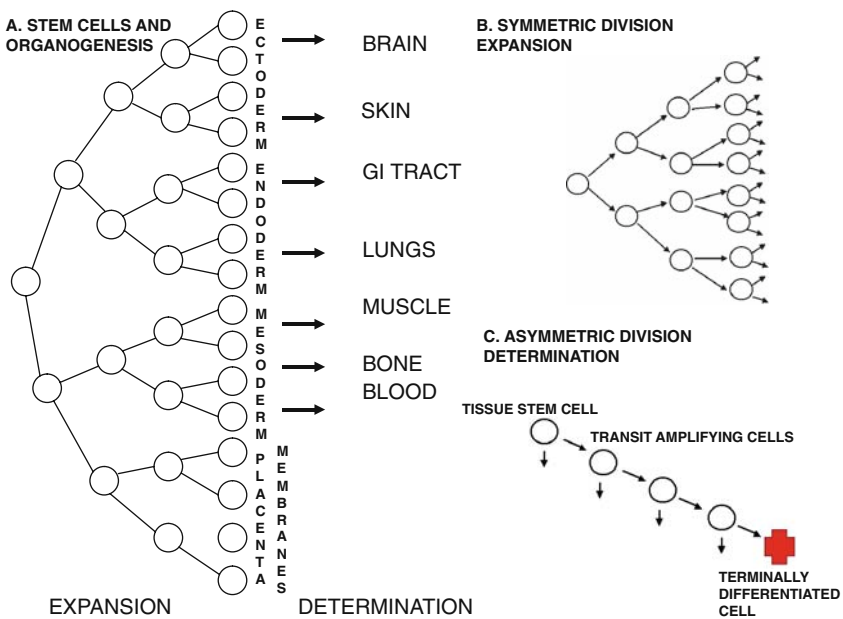 A. STEM CELLS AND
ORGANOGENESIS
ECTODERM
ENDODERM
MESODERM
PLACENTA
MEMBRANES
BRAIN
SKIN
GI TRACT
LUNGS
MUSCLE
BONE
BLOOD
EXPANSION
DETERMINATION
B. SYMMETRIC DIVISION
EXPANSION
C. ASYMMETRIC DIVISION
DETERMINATION
TISSUE STEM CELL
TRANSIT AMPLIFYING CELLS
TERMINALLY
DIFFERENTIATED
CELL